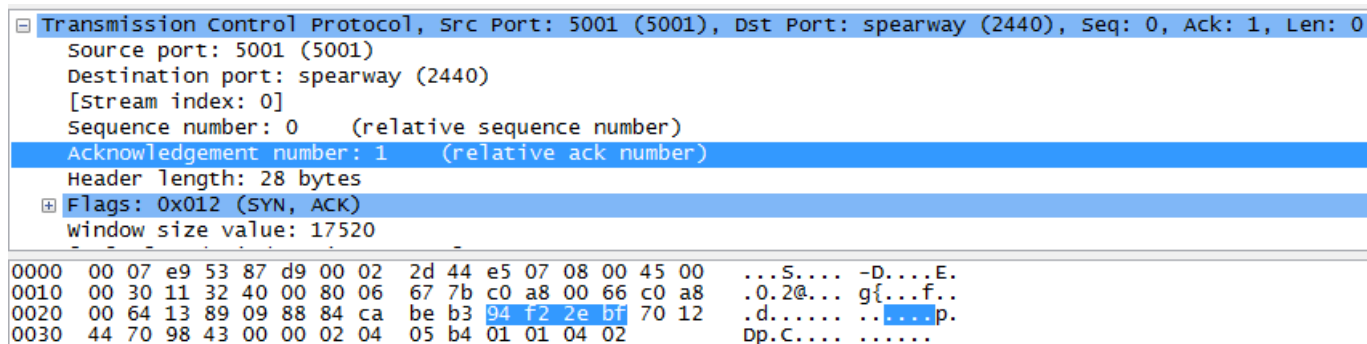 Transmission Control Protocol, Src Port: 5001 (5001), Dst Port: spearway (2440), Seq: 0, Ack: 1, Len: 0
Source port: 5001 (5001)
Destination port: spearway (2440)
[Stream index: 0]
Sequence number: 0    (relative sequence number)
Acknowledgement number: 1    (relative ack number)
Header length: 28 bytes
Flags: 0x012 (SYN, ACK)
Window size value: 17520
0000  00 07 e9 53 87 d9 00 02  2d 44 e5 07 08 00 45 00   ...S.... -D....E.
0010  00 30 11 32 40 00 80 06  67 7b c0 a8 00 66 c0 a8   .0.2@... g{...f..
0020  00 64 13 89 09 88 84 ca  be b3 94 f2 2e bf 70 12   .d...... ......p.
0030  44 70 98 43 00 00 02 04  05 b4 01 01 04 02         Dp.C.... ......